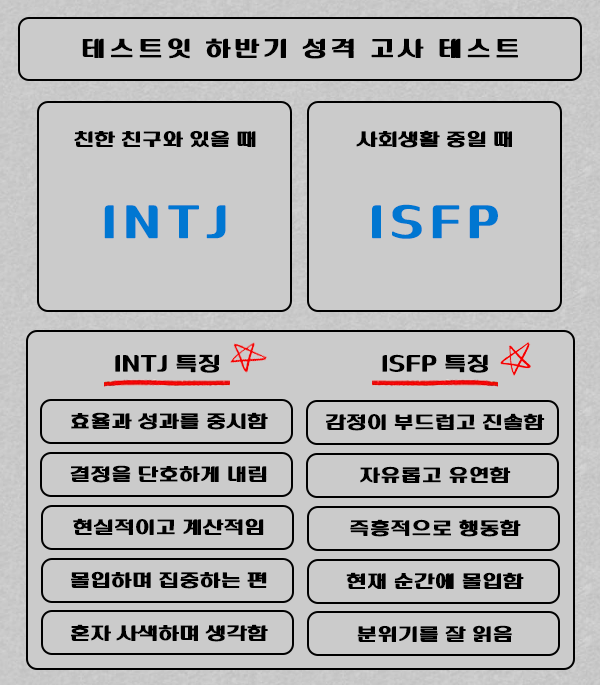 테스트잇 하반기 성격 고사 테스트
친한 친구와 있을 때
사회생활 중일 때
INTJ
ISFP
INTJ 특징
ISFP 특징
효율과 성과를 중시함
감정이 부드럽고 진솔함
결정을 단호하게 내림
자유롭고 유연함
현실적이고 계산적임
즉흥적으로 행동함
몰입하며 집중하는 편
현재 순간에 몰입함
혼자 사색하며 생각함
분위기를 잘 읽음